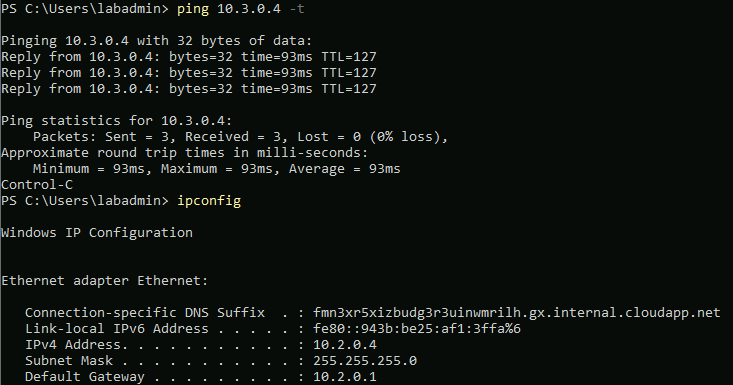 PS C:\Users\labadmin> ping 10.3.0.4 -t
Pinging 10.3.0.4 with 32 bytes of data:
Reply from 10.3.0.4: bytes=32 time=93ms TTL=127
Reply from 10.3.0.4: bytes=32 time=93ms TTL=127
Reply from 10.3.0.4: bytes=32 time=93ms TTL=127
Ping statistics for 10.3.0.4:
    Packets: Sent = 3, Received = 3, Lost = 0 (0% loss),
Approximate round trip times in milli-seconds:
    Minimum = 93ms, Maximum = 93ms, Average = 93ms
Control-C
PS C:\Users\labadmin> ipconfig
Windows IP Configuration
Ethernet adapter Ethernet:
   Connection-specific DNS Suffix  . : fmn3xr5xizbudg3r3uinwmrilh.gx.internal.cloudapp.net
   Link-local IPv6 Address . . . . . : fe80::943b:be25:af1:3ffa%6
   IPv4 Address. . . . . . . . . . . : 10.2.0.4
   Subnet Mask . . . . . . . . . . . : 255.255.255.0
   Default Gateway . . . . . . . . . : 10.2.0.1